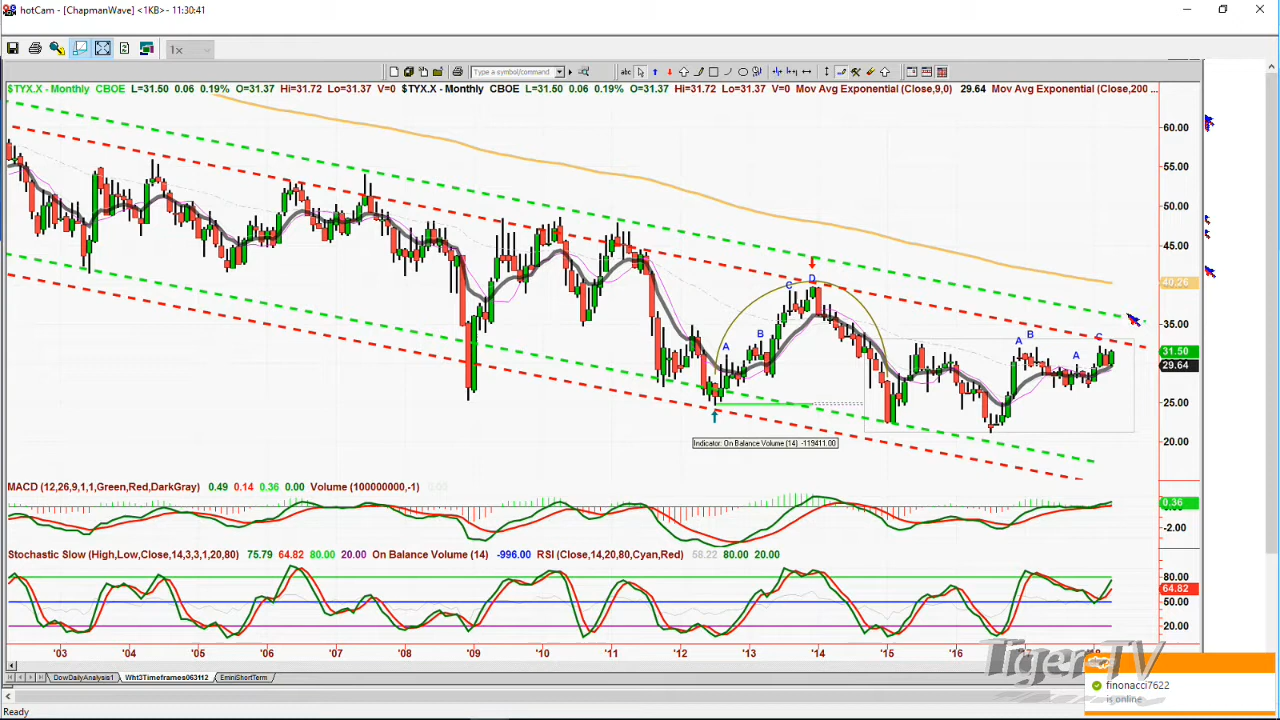 hotCam - [ChapmanWave] <1KB> - 11:30:41
1x
abc
Type a symbol/command
$TYX.X - Monthly CBOE L=31.50 0.06 0.19% O=31.37 Hi=31.72 Lo=31.37 V=0 $TYX.X - Monthly CBOE L=31.50 0.06 0.19% O=31.37 Hi=31.72 Lo=31.37 V=0 Mov Avg Exponential (Close,9,0) 29.64 Mov Avg Exponential (Close,200 ...
60.00
55.00
50.00
45.00
40.26
35.00
31.50
29.64
25.00
20.00
A B C D
A B A C
Indicator: On Balance Volume (14) -119411.00
MACD (12,26,9,1,1,Green,Red,DarkGray) 0.49 0.14 0.36 0.00 Volume (100000000,-1)
0.36
-2.00
Stochastic Slow (High,Low,Close,14,3,3,1,20,80) 75.79 64.82 80.00 20.00 On Balance Volume (14) -996.00 RSI (Close,14,20,80,Cyan,Red) 58.22 80.00 20.00
80.00
64.82
50.00
20.00
'03 '04 '05 '06 '07 '08 '09 '10 '11 '12 '13 '14 '15 '16
TigerTV
DowDailyAnalysis1 Wht3Timeframes063112 EminiShortTerm
finonacci7622
is online
Ready